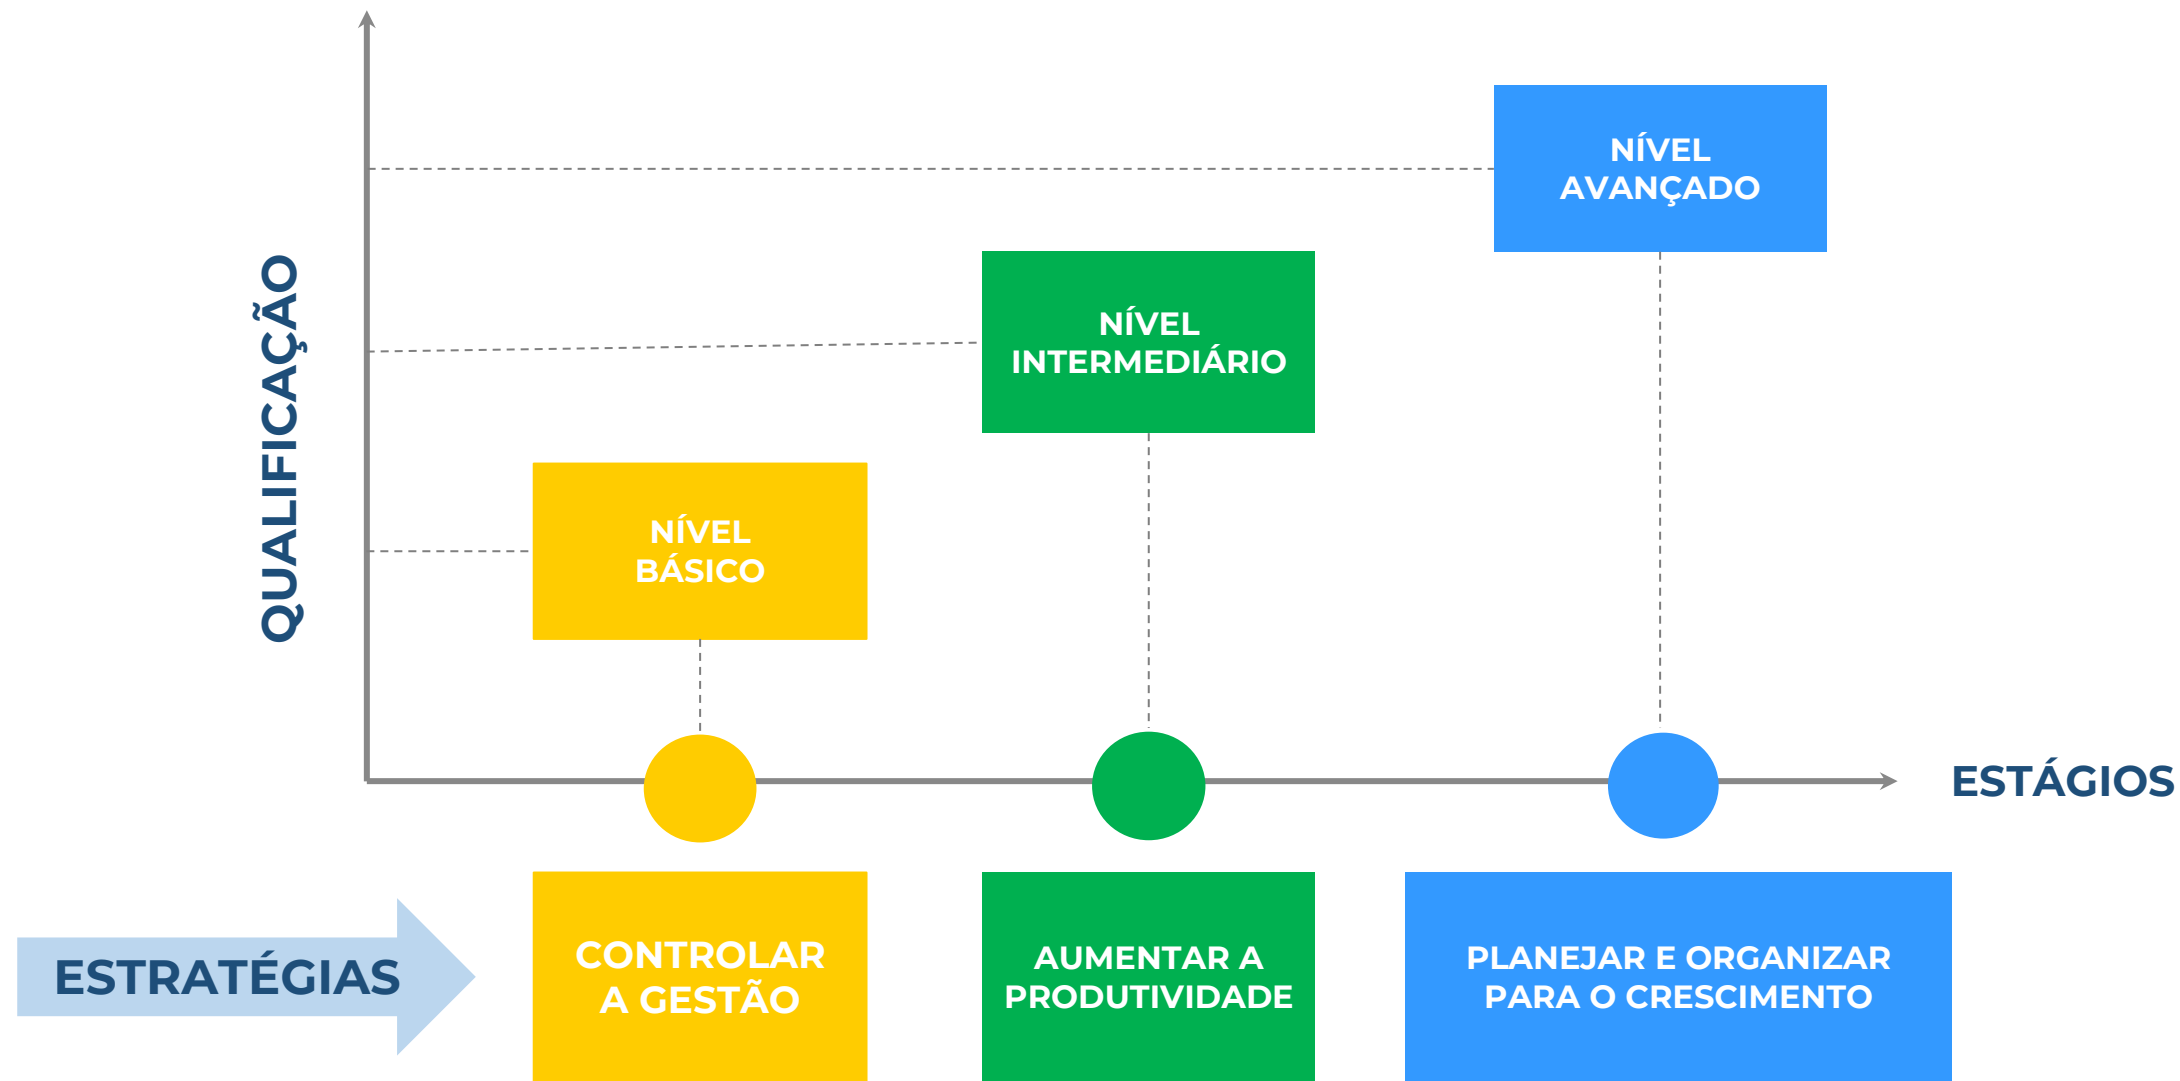 NÍVEL
AVANÇADO
NÍVEL
INTERMEDIÁRIO
NÍVEL
BÁSICO
QUALIFICAÇÃO
ESTÁGIOS
ESTRATÉGIAS
CONTROLAR
A GESTÃO
AUMENTAR A
PRODUTIVIDADE
PLANEJAR E ORGANIZAR
PARA O CRESCIMENTO